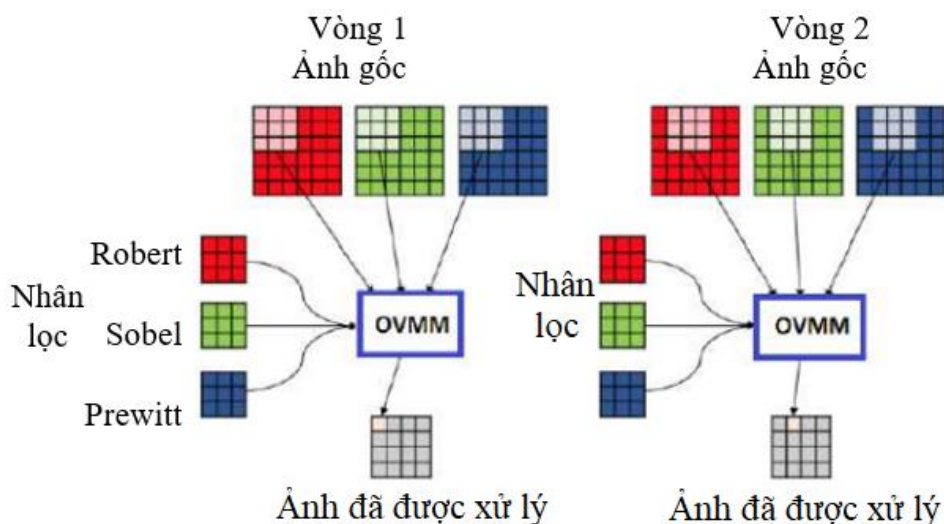 Vòng 1
Ảnh gốc
Robert
Nhân
lọc
Sobel
Prewitt
OVMM
Ảnh đã được xử lý
Vòng 2
Ảnh gốc
Nhân
lọc
OVMM
Ảnh đã được xử lý